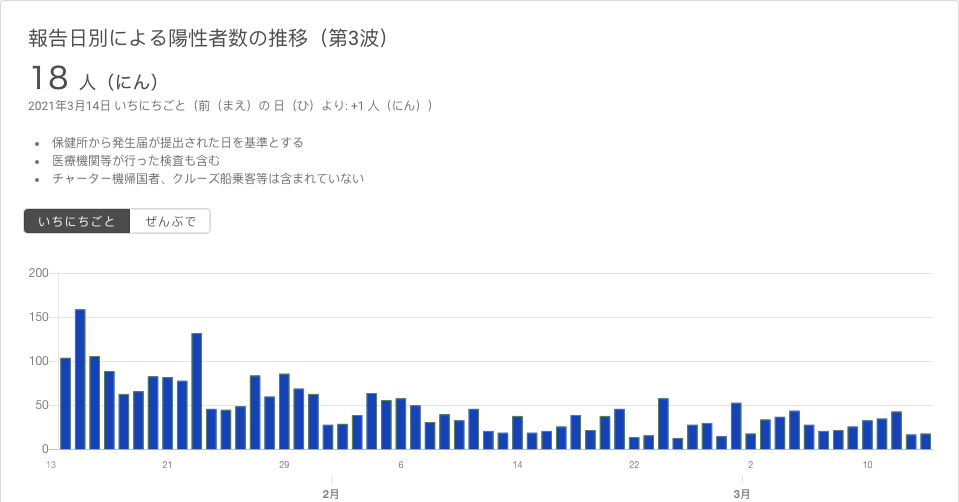 報告日別による陽性者数の推移（第3波）
18 人（にん）
2021年3月14日 いちにちごと（前（まえ）の 日（ひ）より: +1 人（にん））
保健所から発生届が提出された日を基準とする
医療機関等が行った検査も含む
チャーター機帰国者、クルーズ船乗客等は含まれていない
いちにちごと ぜんぶで
200
150
100
50
0
13 21 29 6 14 22 2 10
2月 3月